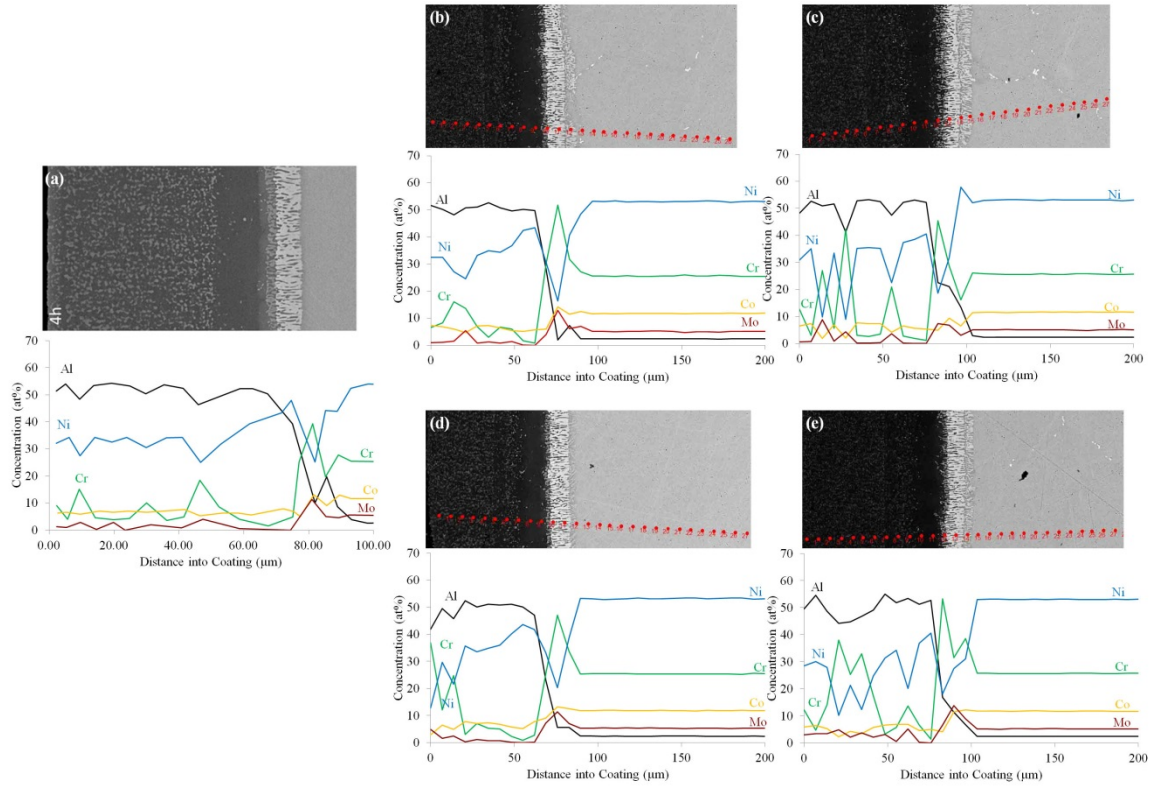 (a)
4h
Al
Ni
Cr
Co
Mo
Concentration (at%)
70
60
50
40
30
20
10
0
0.00 20.00 40.00 60.00 80.00 100.00
Distance into Coating (µm)
(b)
Al
Ni
Cr
Ni
Cr
Co
Mo
Concentration (at%)
70
60
50
40
30
20
10
0
0 50 100 150 200
Distance into Coating (µm)
(c)
Al
Ni
Cr
Ni
Cr
Co
Mo
Concentration (at%)
70
60
50
40
30
20
10
0
0 50 100 150 200
Distance into Coating (µm)
(d)
Al
Cr
Ni
Ni
Cr
Co
Mo
Concentration (at%)
70
60
50
40
30
20
10
0
0 50 100 150 200
Distance into Coating (µm)
(e)
Al
Ni
Cr
Ni
Cr
Co
Mo
Concentration (at%)
70
60
50
40
30
20
10
0
0 50 100 150 200
Distance into Coating (µm)